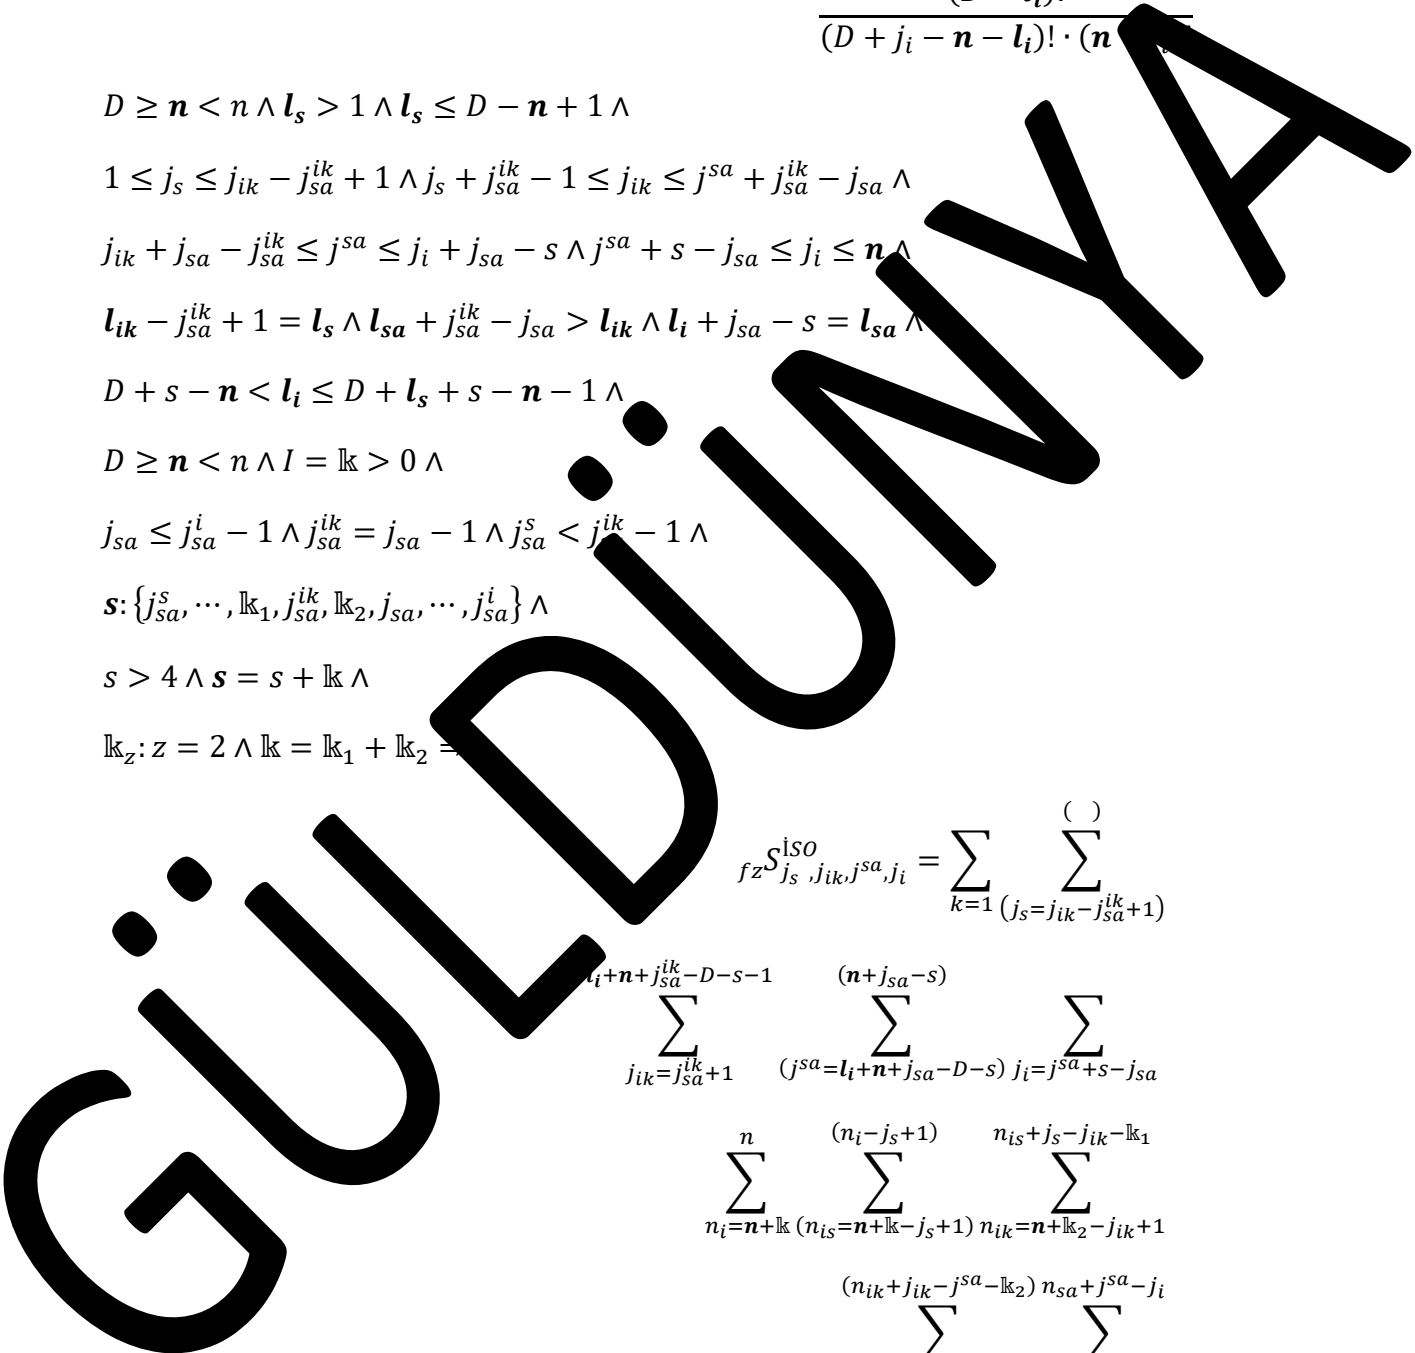 (D + j_i − n − l_i)! · (n
D ≥ n < n ∧ l_s > 1 ∧ l_s ≤ D − n + 1 ∧
1 ≤ j_s ≤ j_{ik} − j_{sa}^{ik} + 1 ∧ j_s + j_{sa}^{ik} − 1 ≤ j_{ik} ≤ j^{sa} + j_{sa}^{ik} − j_{sa} ∧
j_{ik} + j_{sa} − j_{sa}^{ik} ≤ j^{sa} ≤ j_i + j_{sa} − s ∧ j^{sa} + s − j_{sa} ≤ j_i ≤ n ∧
l_{ik} − j_{sa}^{ik} + 1 = l_s ∧ l_{sa} + j_{sa}^{ik} − j_{sa} > l_{ik} ∧ l_i + j_{sa} − s = l_{sa} ∧
D + s − n < l_i ≤ D + l_s + s − n − 1 ∧
D ≥ n < n ∧ I = 𝕜 > 0 ∧
j_{sa} ≤ j_{sa}^{i} − 1 ∧ j_{sa}^{ik} = j_{sa} − 1 ∧ j_{sa}^{s} < j_{sa}^{ik} − 1 ∧
s: {j_{sa}^{s}, ⋯ , 𝕜_1, j_{sa}^{ik}, 𝕜_2, j_{sa}, ⋯ , j_{sa}^{i}} ∧
s > 4 ∧ s = s + 𝕜 ∧
𝕜_z: z = 2 ∧ 𝕜 = 𝕜_1 + 𝕜_2 ⇒
_{fz}S_{j_s ,j_{ik},j^{sa},j_i}^{İSO} = ∑_{k=1} ∑_{(j_s=j_{ik}−j_{sa}^{ik}+1)}^{( )}
∑_{j_{ik}=j_{sa}^{ik}+1}^{l_i+n+j_{sa}^{ik}−D−s−1} ∑_{(j^{sa}=l_i+n+j_{sa}−D−s)}^{(n+j_{sa}−s)} ∑_{j_i=j^{sa}+s−j_{sa}}
∑_{n_i=n+𝕜}^{n} ∑_{(n_{is}=n+𝕜−j_s+1)}^{(n_i−j_s+1)} ∑_{n_{ik}=n+𝕜_2−j_{ik}+1}^{n_{is}+j_s−j_{ik}−𝕜_1}
∑^{(n_{ik}+j_{ik}−j^{sa}−𝕜_2)} ∑^{n_{sa}+j^{sa}−j_i}
GÜLDÜNYA